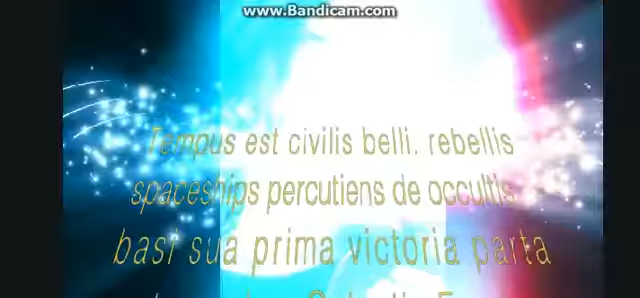 www.Bandicam.com
Tempus est civilis belli. rebellis
spaceships percutiens de occultis
basi sua prima victoria parta